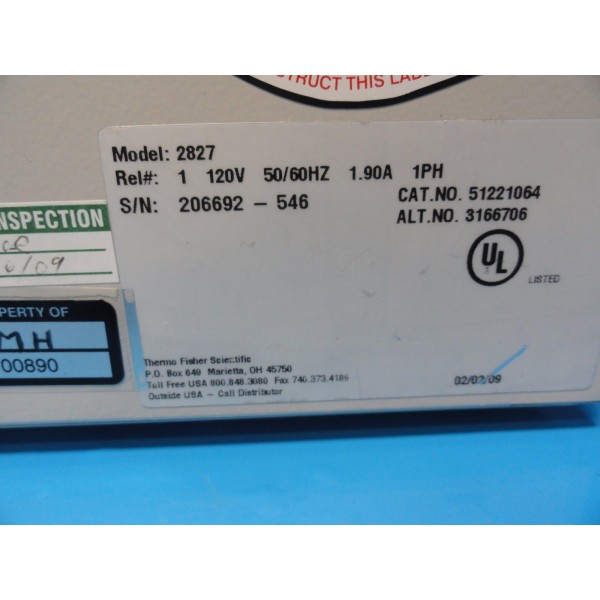 STRUCT THIS LABEL
Model: 2827
Rel#: 1 120V 50/60HZ 1.90A 1PH
S/N: 206692 - 546
CAT.NO. 51221064
ALT.NO. 3166706
UL
LISTED
INSPECTION
PERTY OF
MH
00890
Thermo Fisher Scientific
P.O. Box 649 Marietta, OH 45750
Toll Free USA 800.848.3080 Fax 740.373.4186
Outside USA - Call Distributor
02/02/09